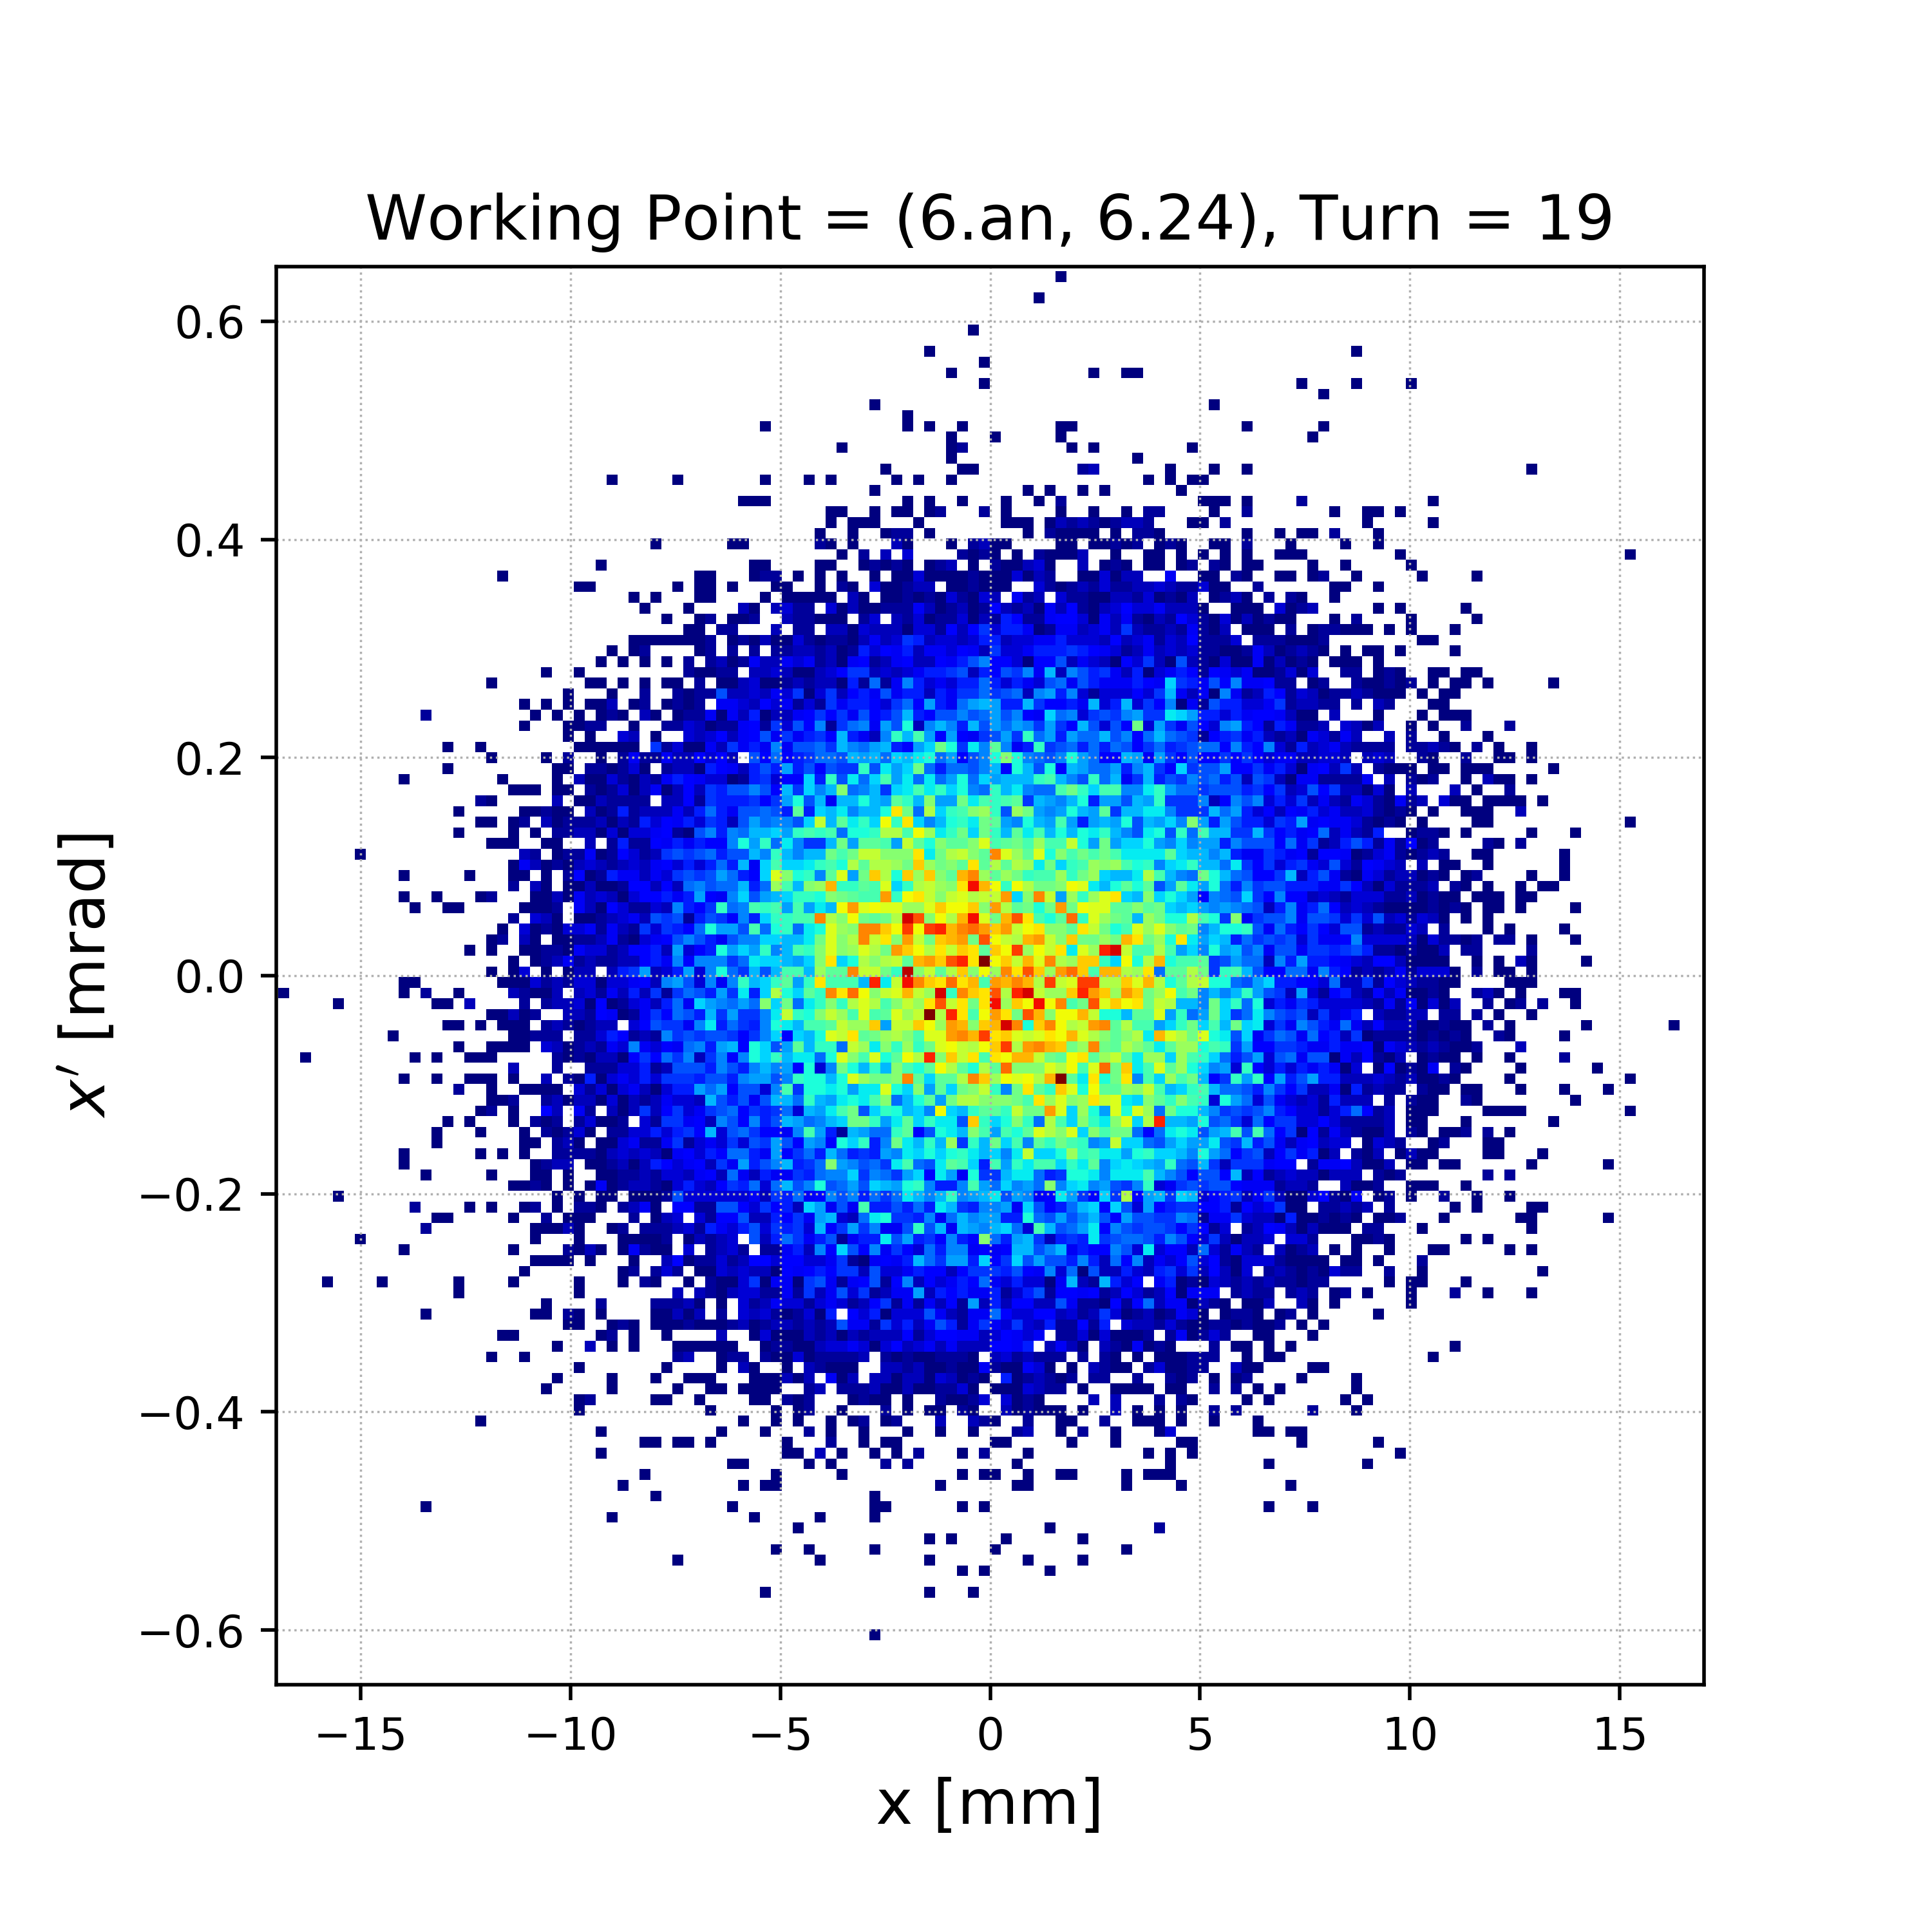 Working Point = (6.an, 6.24), Turn = 19
0.6
0.4
0.2
0.0
−0.2
−0.4
−0.6
x′ [mrad]
−15 −10 −5 0 5 10 15
x [mm]